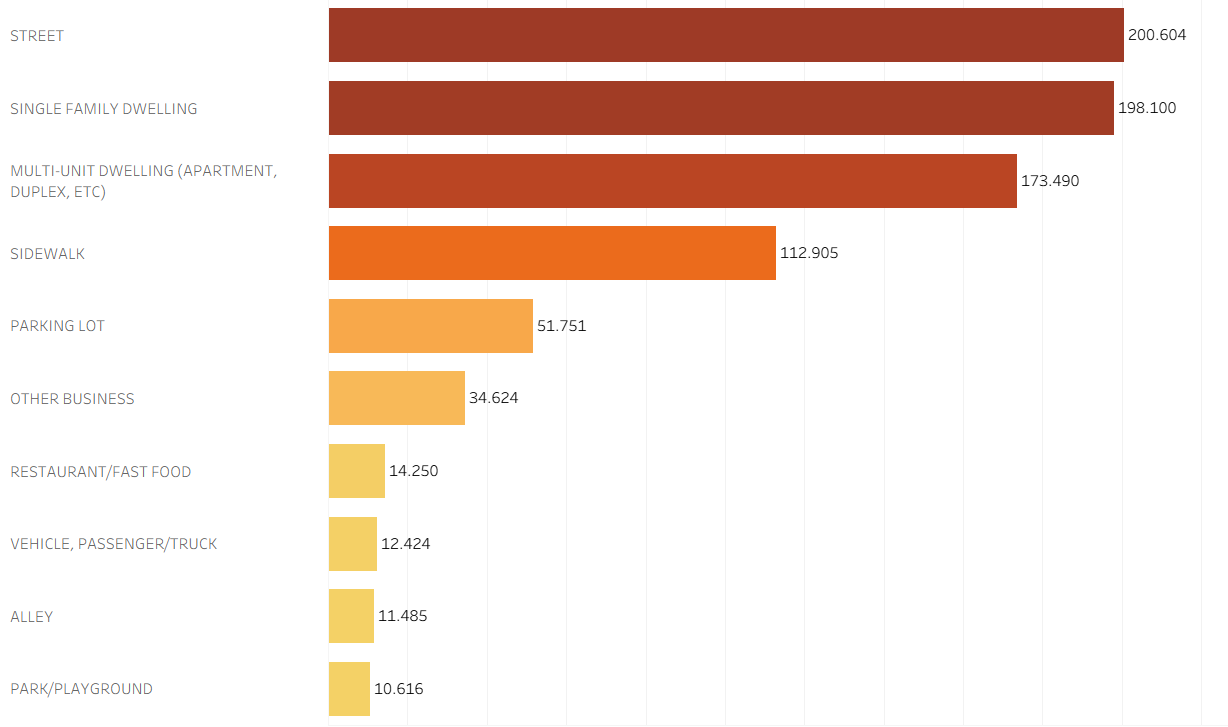 STREET
200.604
SINGLE FAMILY DWELLING
198.100
MULTI-UNIT DWELLING (APARTMENT,
DUPLEX, ETC)
173.490
SIDEWALK
112.905
PARKING LOT
51.751
OTHER BUSINESS
34.624
RESTAURANT/FAST FOOD
14.250
VEHICLE, PASSENGER/TRUCK
12.424
ALLEY
11.485
PARK/PLAYGROUND
10.616